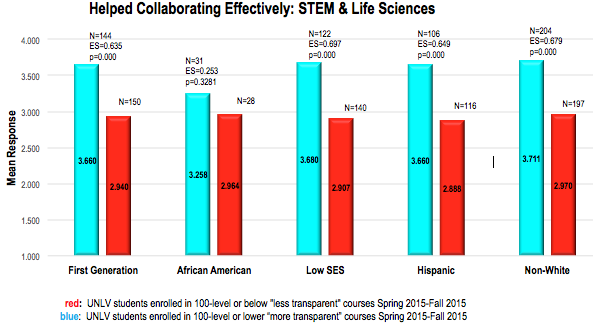 Helped Collaborating Effectively: STEM & Life Sciences
Mean Response
4.000
3.500
3.000
2.500
2.000
1.500
1.000
N=144
ES=0.635
p=0.000
N=150
N=31
ES=0.253
p=0.3281
N=28
N=122
ES=0.697
p=0.000
N=140
N=106
ES=0.649
p=0.000
N=116
N=204
ES=0.679
p=0.000
N=197
3.660
2.940
3.258
2.964
3.680
2.907
3.660
2.888
3.711
2.970
First Generation
African American
Low SES
Hispanic
Non-White
red: UNLV students enrolled in 100-level or below "less transparent" courses Spring 2015-Fall 2015
blue: UNLV students enrolled in 100-level or lower "more transparent" courses Spring 2015-Fall 2015